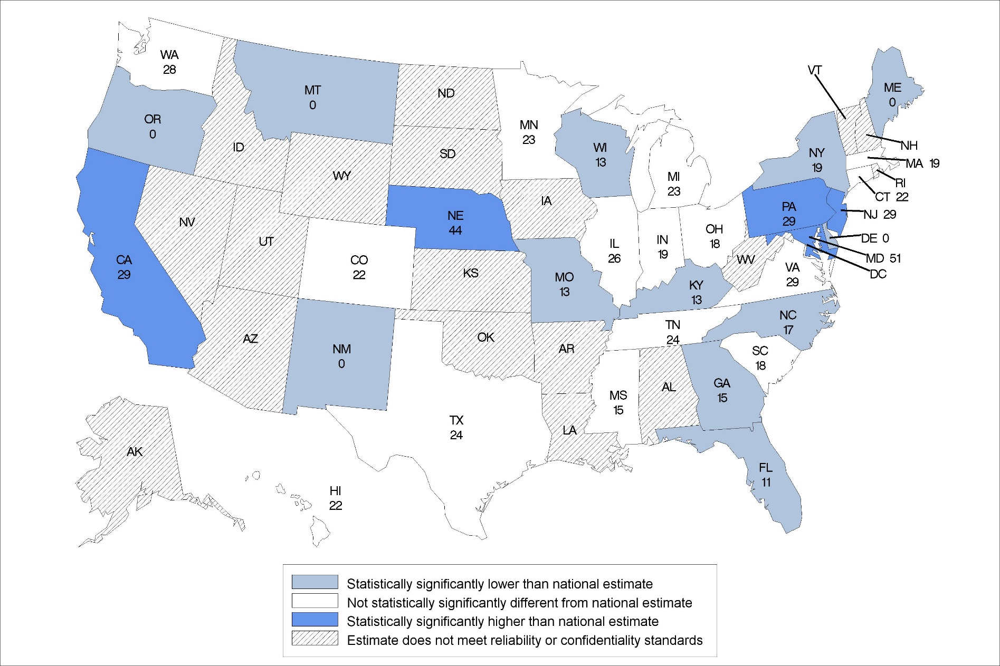 WA
28
MT
0
ND
OR
0
ID
WY
SD
MN
23
WI
13
MI
23
VT
ME
0
NH
NY
19
MA 19
RI
CT 22
PA
29
NJ 29
DE 0
MD 51
DC
NE
44
IA
NV
UT
CA
29
CO
22
KS
MO
13
IL
26
IN
19
OH
18
WV
VA
29
KY
13
NC
17
TN
24
AZ
NM
0
OK
AR
SC
18
GA
15
AL
MS
15
TX
24
LA
AK
HI
22
FL
11
Statistically significantly lower than national estimate
Not statistically significantly different from national estimate
Statistically significantly higher than national estimate
Estimate does not meet reliability or confidentiality standards